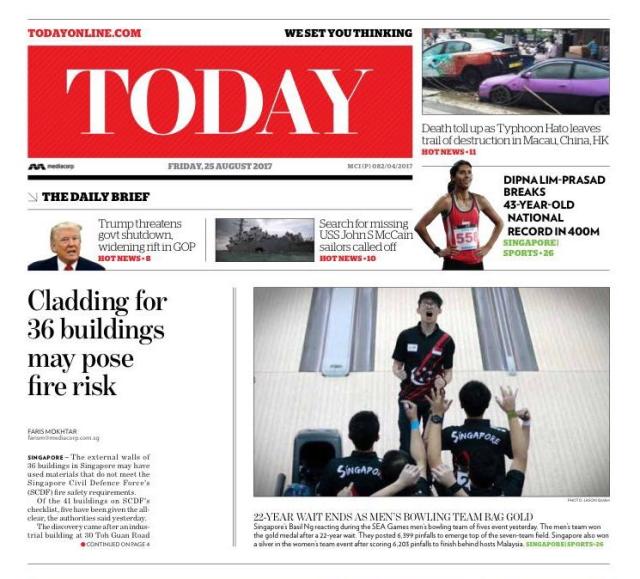 TODAYONLINE.COM
WE SET YOU THINKING
TODAY
mediacorp
FRIDAY, 25 AUGUST 2017
MCI (P) 082/04/2017
Death toll up as Typhoon Hato leaves
trail of destruction in Macau, China, HK
HOT NEWS • 11
THE DAILY BRIEF
Trump threatens
govt shutdown,
widening rift in GOP
HOT NEWS • 8
Search for missing
USS John S McCain
sailors called off
HOT NEWS • 10
550
DIPNA LIM-PRASAD
BREAKS
43-YEAR-OLD
NATIONAL
RECORD IN 400M
SINGAPORE|
SPORTS • 26
Cladding for
36 buildings
may pose
fire risk
FARIS MOKHTAR
farism@mediacorp.com.sg
SINGAPORE — The external walls of
36 buildings in Singapore may have
used materials that do not meet the
Singapore Civil Defence Force's
(SCDF) fire safety requirements.
Of the 41 buildings on SCDF's
checklist, five have been given the all-
clear, the authorities said yesterday.
The discovery came after an indus-
trial building at 30 Toh Guan Road
CONTINUED ON PAGE 4
SINGAPORE
SINGAPORE
PHOTO: JASON QUAH
22-YEAR WAIT ENDS AS MEN'S BOWLING TEAM BAG GOLD
Singapore's Basil Ng reacting during the SEA Games men's bowling team of fives event yesterday. The men's team won
the gold medal after a 22-year wait. They posted 6,399 pinfalls to emerge top of the seven-team field. Singapore also won
a silver in the women's team event after scoring 6,203 pinfalls to finish behind hosts Malaysia. SINGAPORE|SPORTS-26